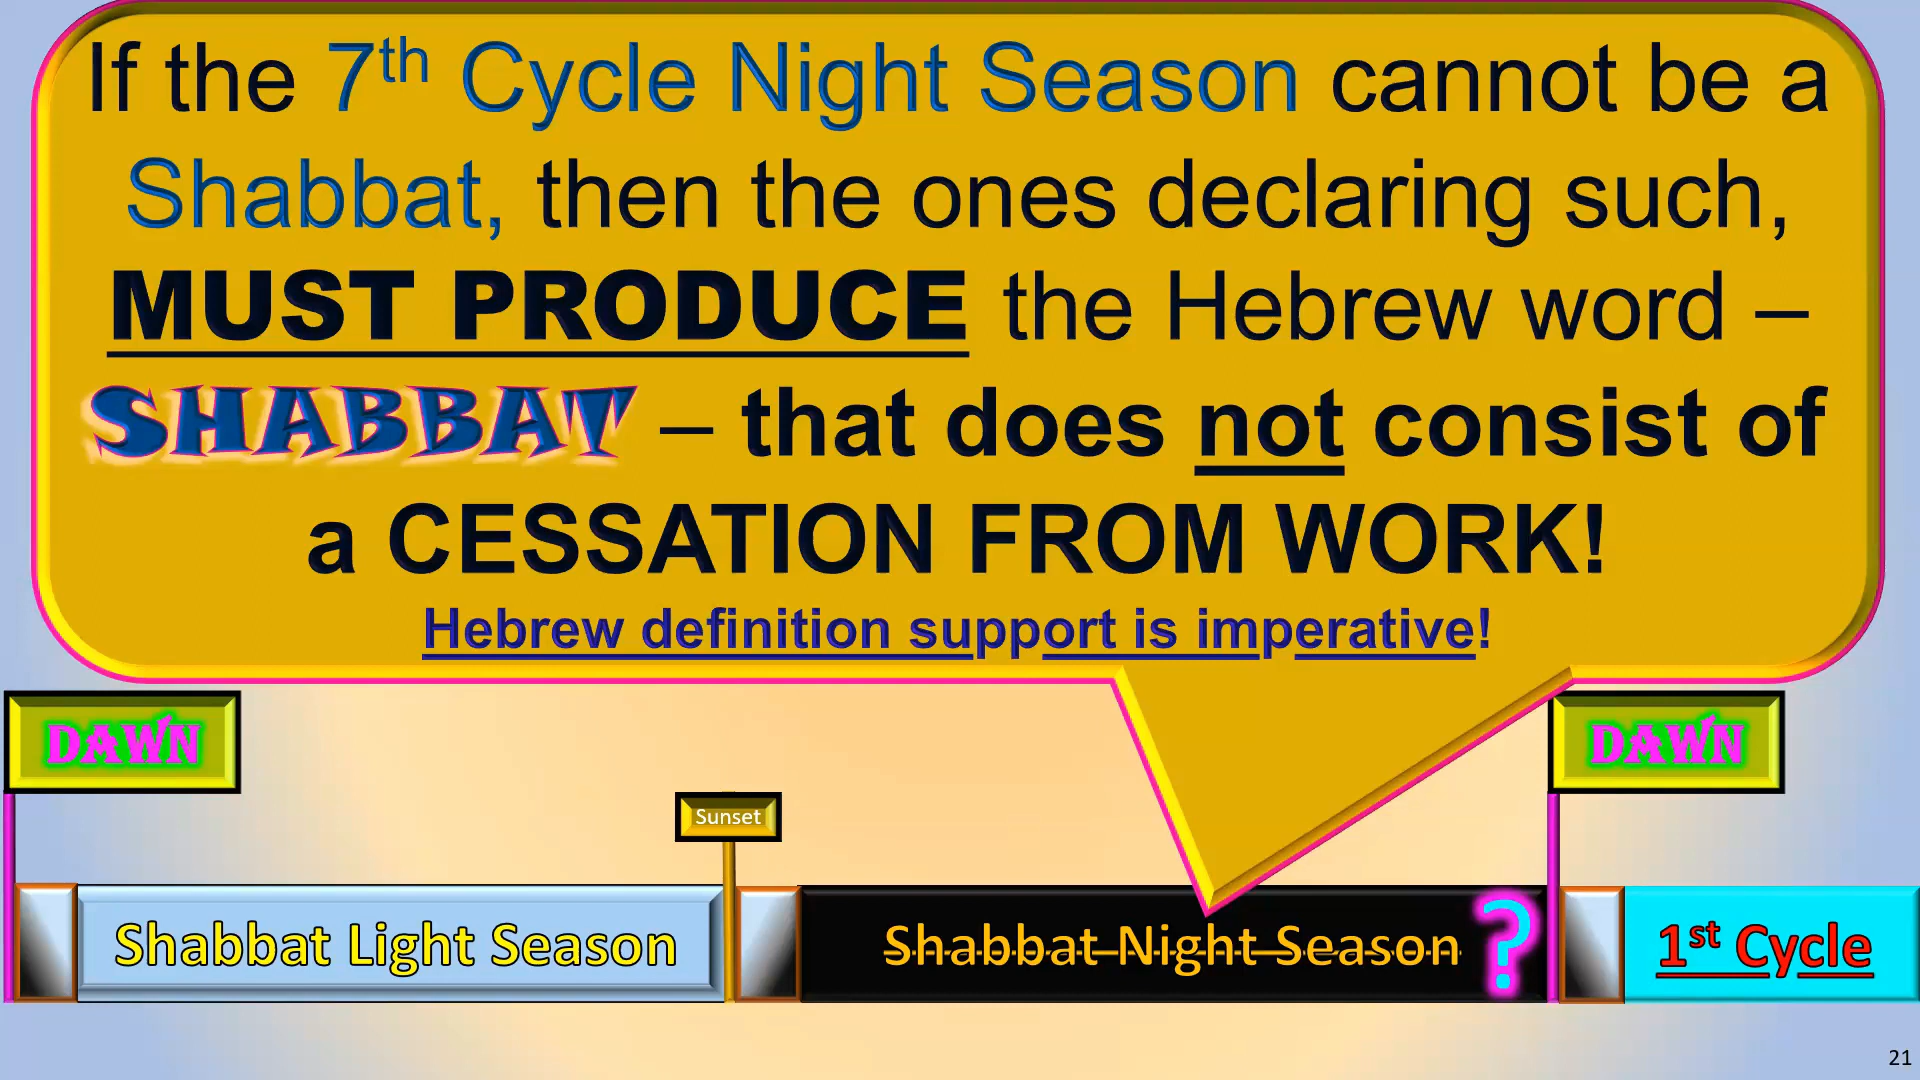 If the 7th Cycle Night Season cannot be a
Shabbat, then the ones declaring such,
MUST PRODUCE the Hebrew word –
SHABBAT – that does not consist of
a CESSATION FROM WORK!
Hebrew definition support is imperative!
DAWN
DAWN
Sunset
Shabbat Light Season
Shabbat Night Season ?
1st Cycle
21